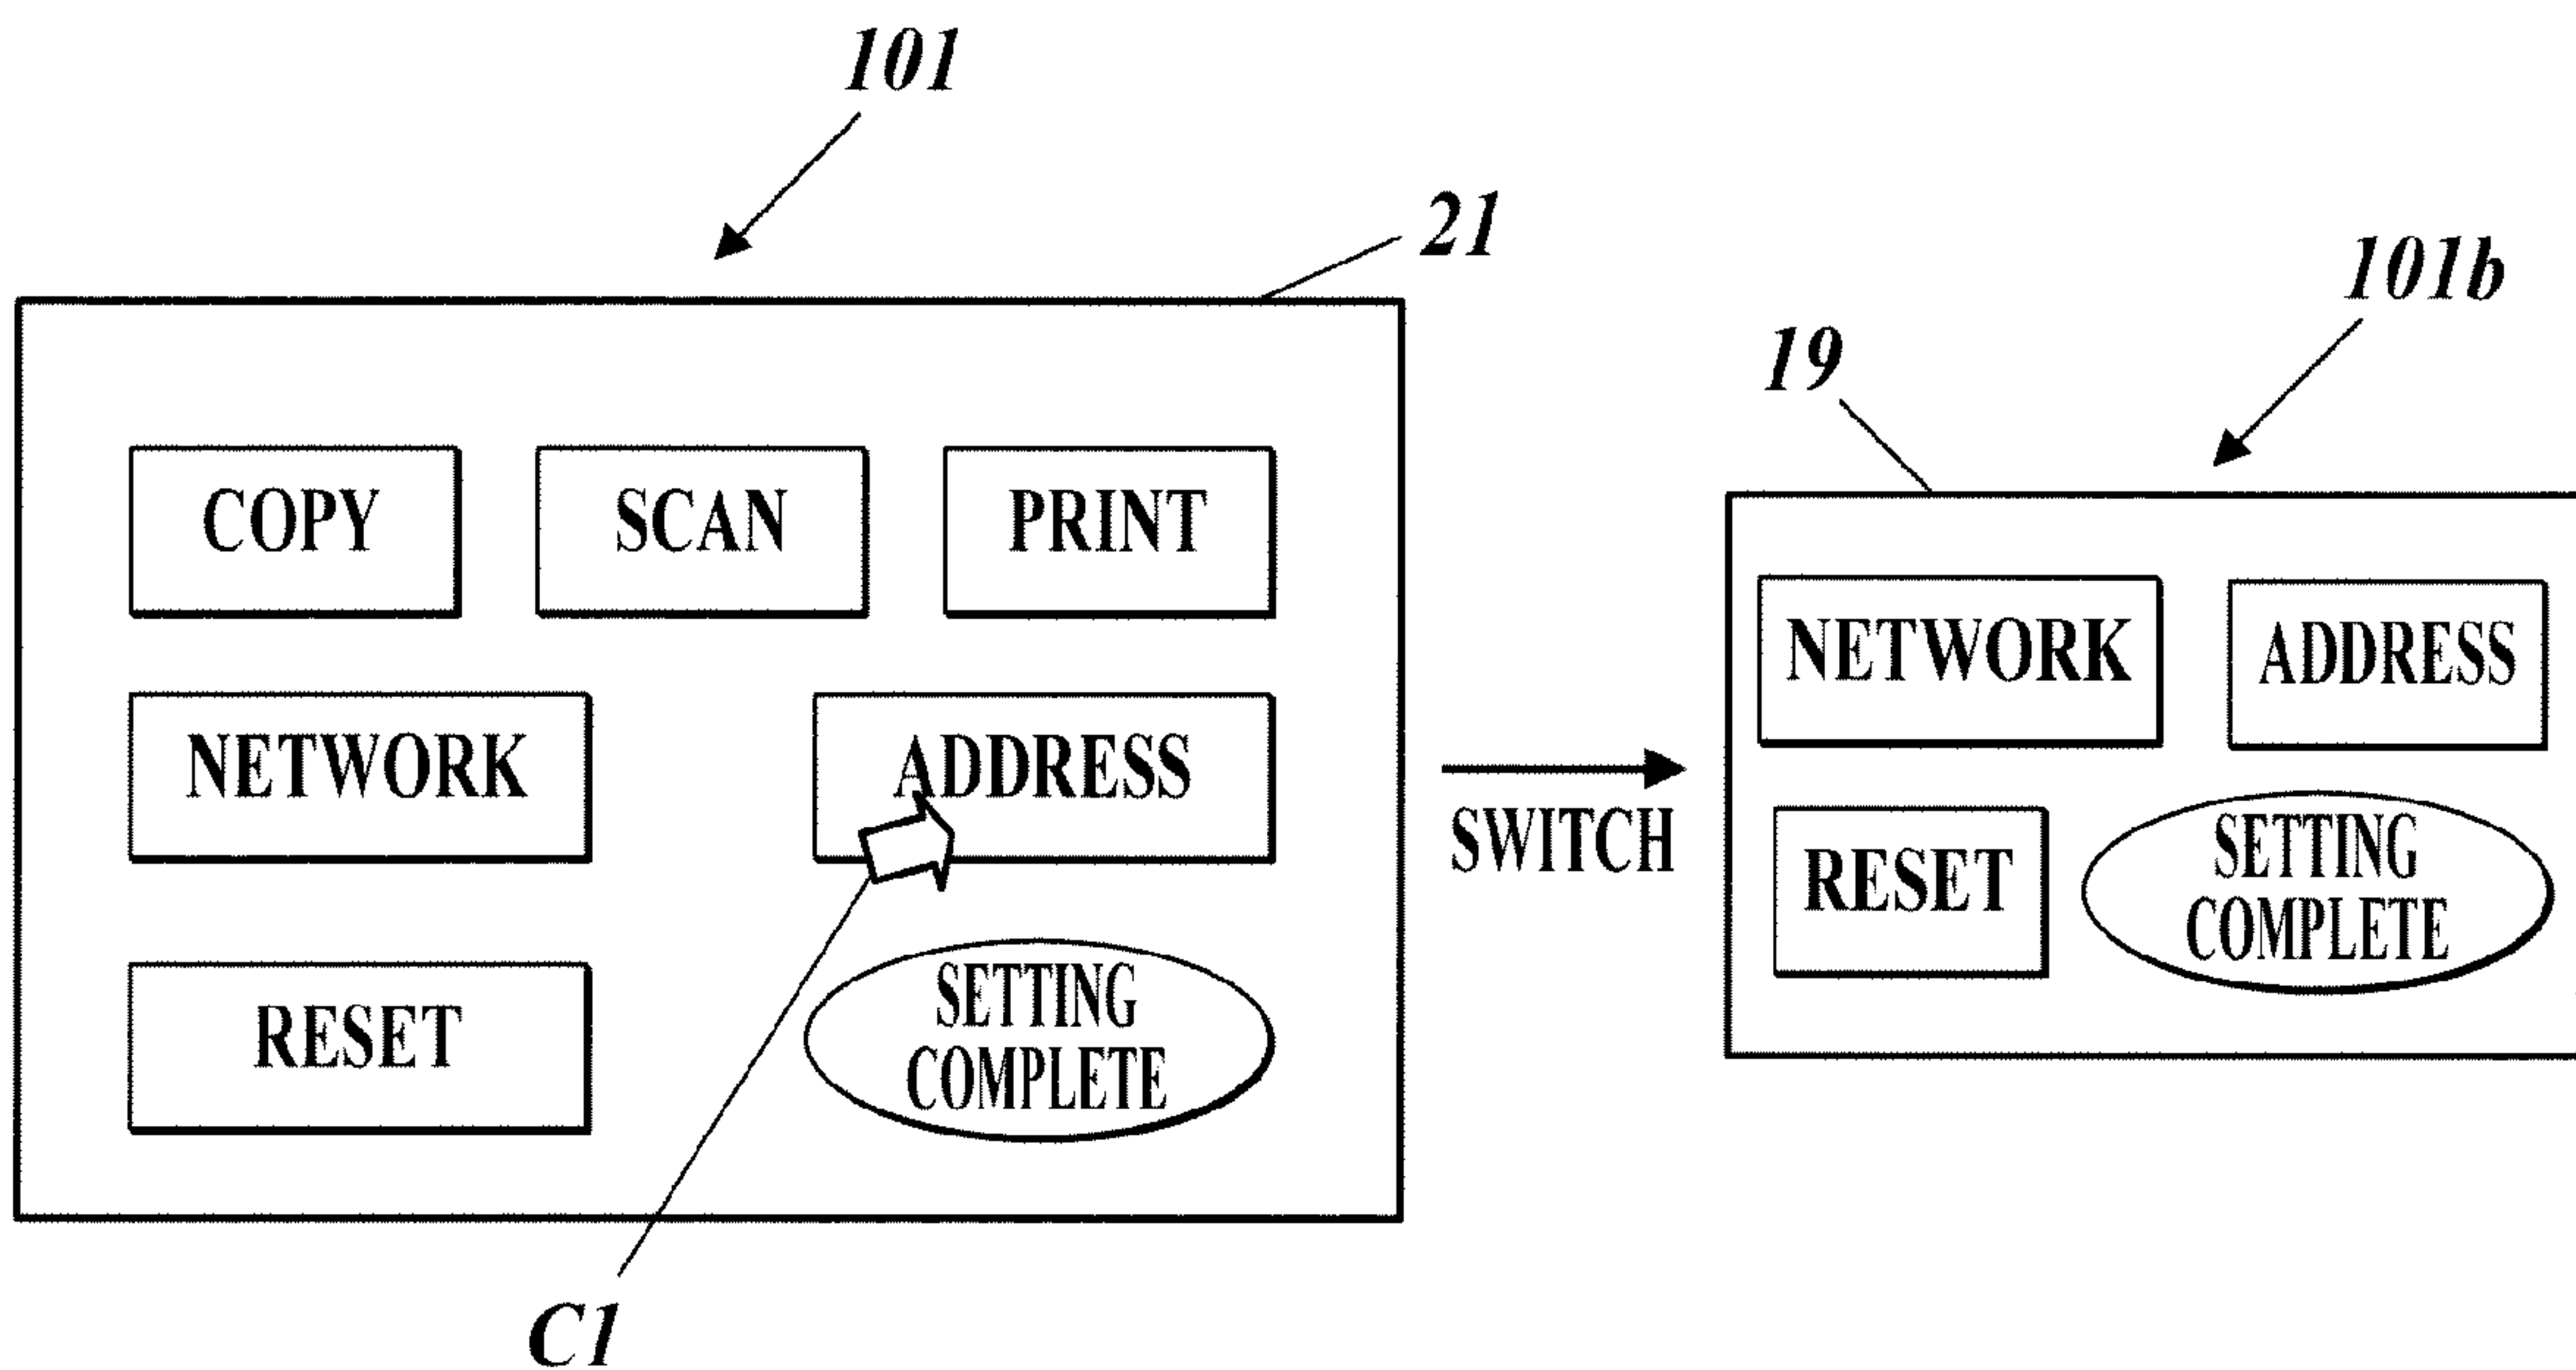 101
21
101b
19
COPY
SCAN
PRINT
NETWORK
ADDRESS
NETWORK
ADDRESS
SWITCH
RESET
SETTING
COMPLETE
RESET
SETTING
COMPLETE
C1